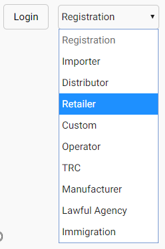 Login
Registration
Registration
Importer
Distributor
Retailer
Custom
Operator
TRC
Manufacturer
Lawful Agency
Immigration